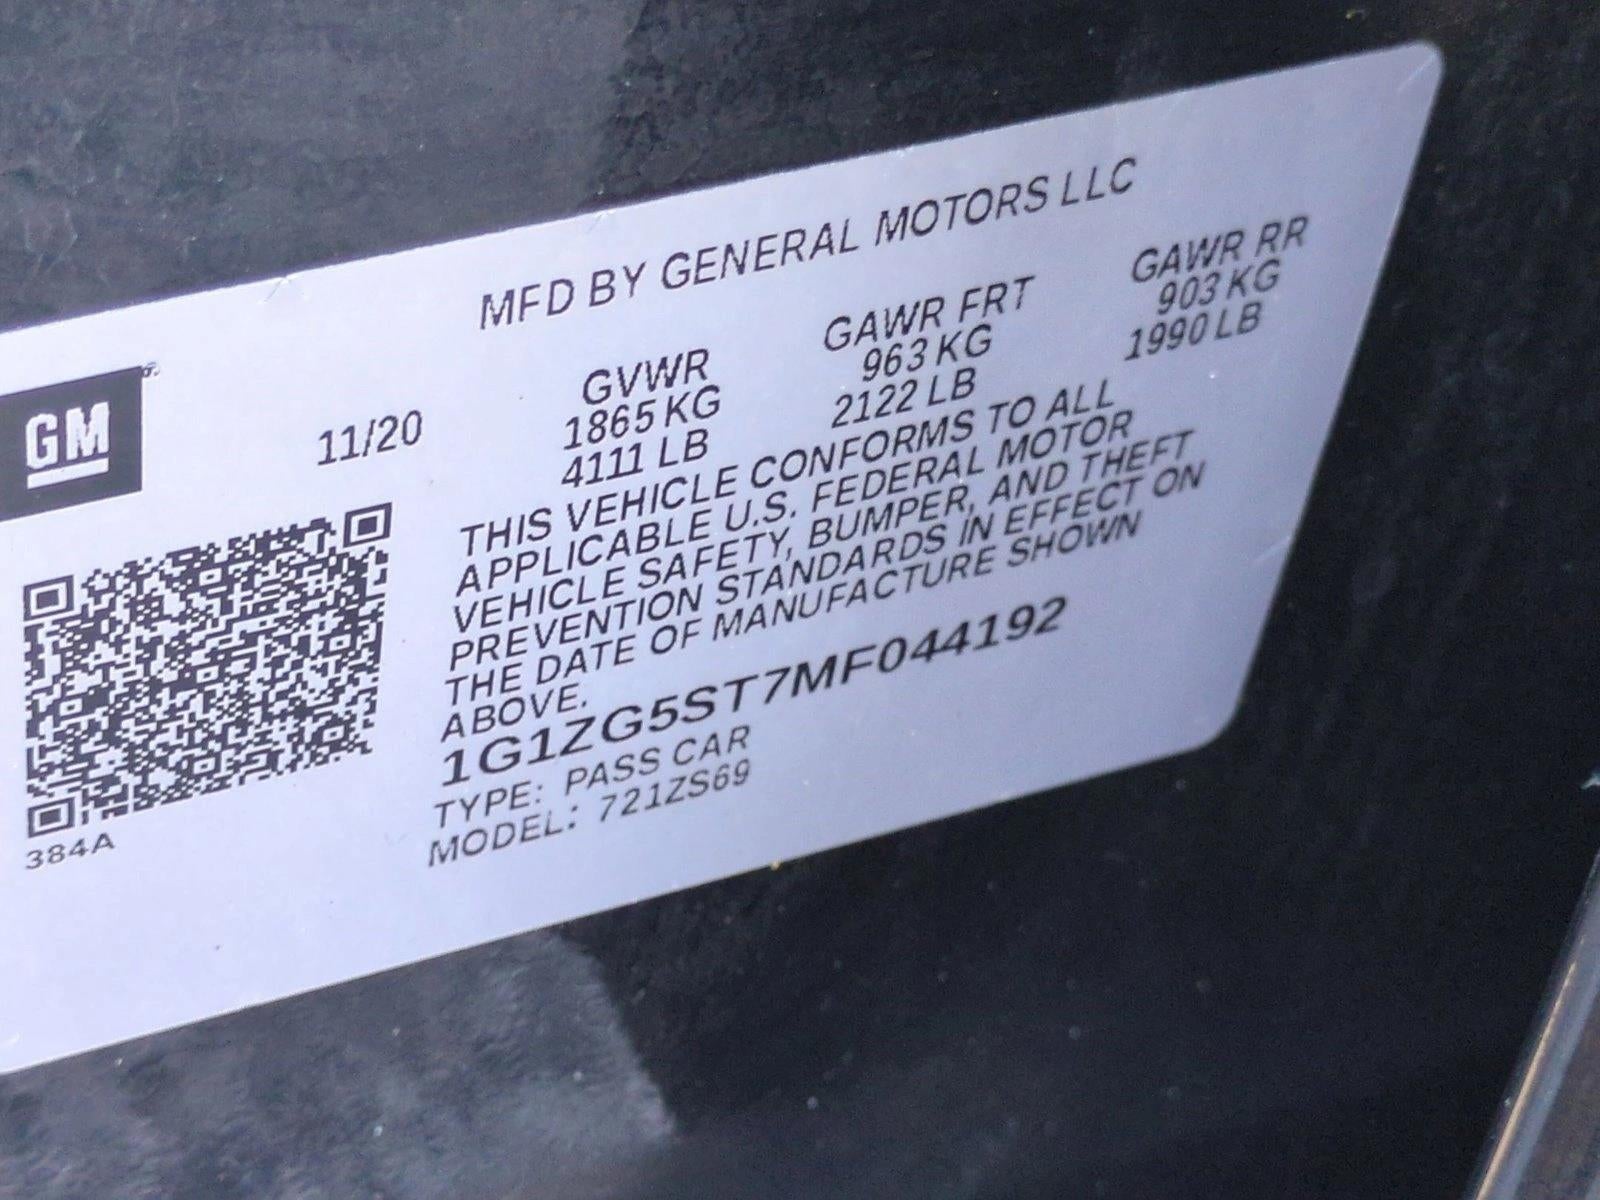 MFD BY GENERAL MOTORS LLC
GM
11/20
GVWR
1865 KG
4111 LB
GAWR FRT
963 KG
2122 LB
GAWR RR
903 KG
1990 LB
THIS VEHICLE CONFORMS TO ALL
APPLICABLE U.S. FEDERAL MOTOR
VEHICLE SAFETY, BUMPER, AND THEFT
PREVENTION STANDARDS IN EFFECT ON
THE DATE OF MANUFACTURE SHOWN
ABOVE.
1G1ZG5ST7MF044192
TYPE: PASS CAR
MODEL: 721ZS69
384A